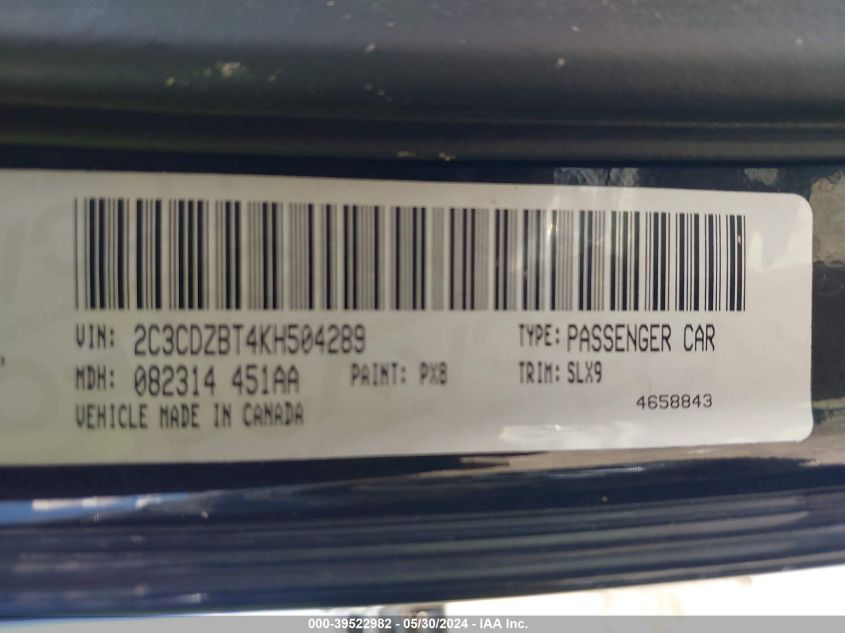 VIN: 2C3CDZBT4KH504289 TYPE: PASSENGER CAR
MDH: 082314 451AA PAINT: PX8 TRIM: SLX9
VEHICLE MADE IN CANADA 4658843
000-39522982 - 05/30/2024 - IAA Inc.